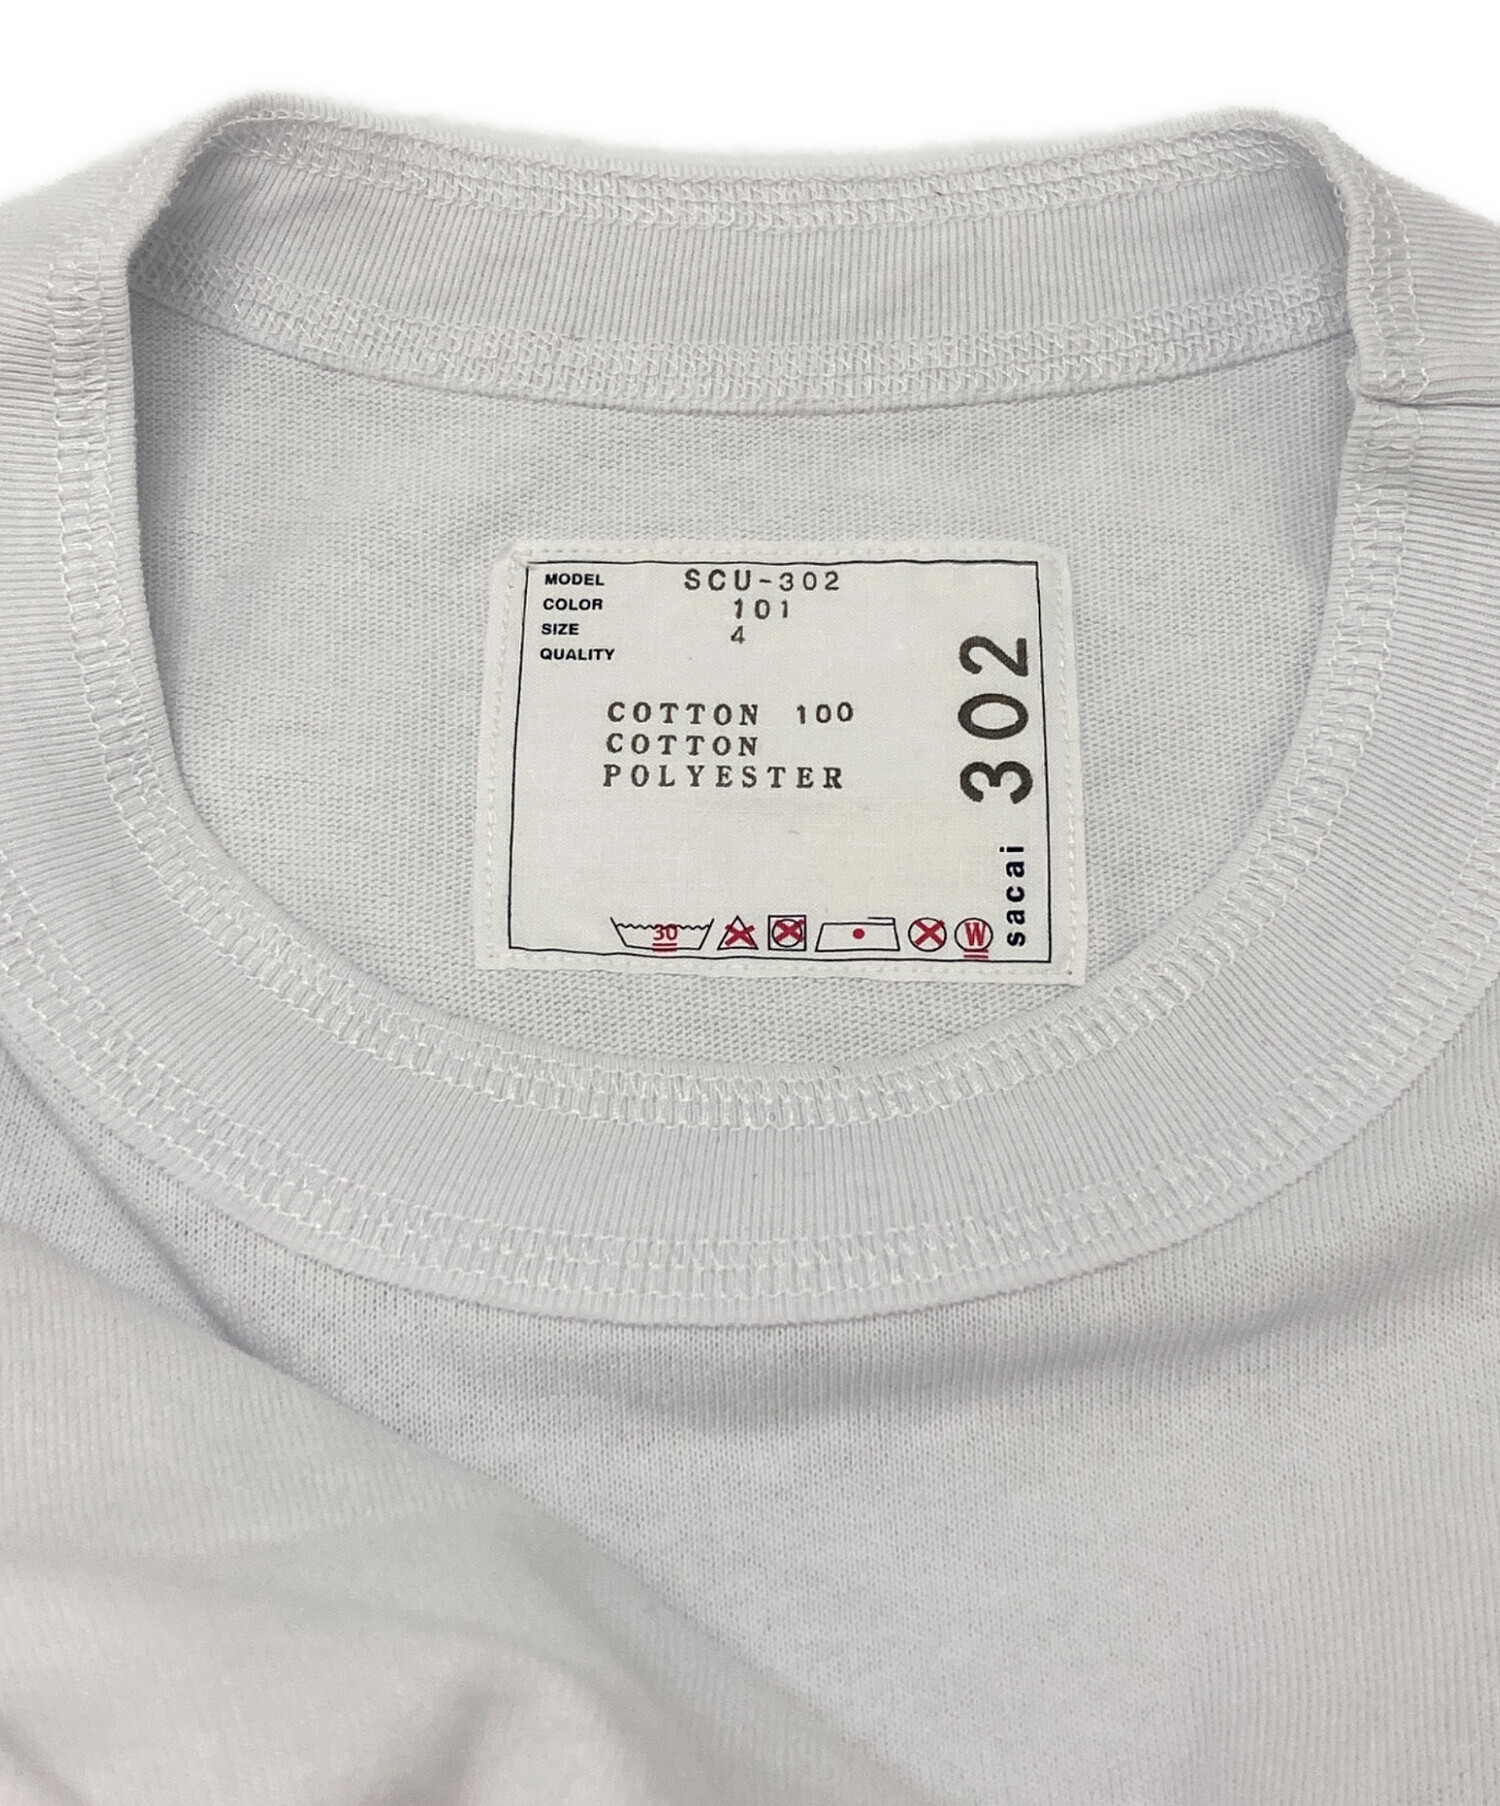 MODEL SCU-302
COLOR 101
SIZE 4
QUALITY
COTTON 100
COTTON
POLYESTER
30 W
sacai 302